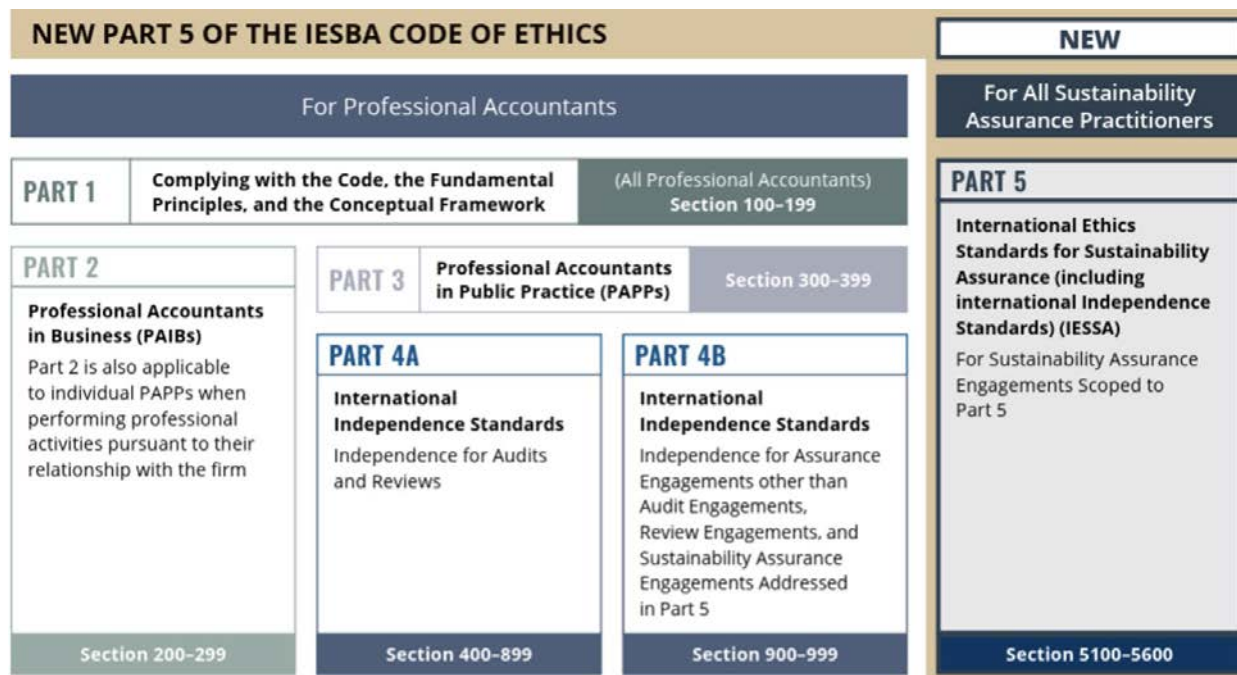 NEW PART 5 OF THE IESBA CODE OF ETHICS
NEW
For Professional Accountants
For All Sustainability
Assurance Practitioners
PART 1
Complying with the Code, the Fundamental
Principles, and the Conceptual Framework
(All Professional Accountants)
Section 100–199
PART 2
Professional Accountants
in Business (PAIBs)
Part 2 is also applicable
to individual PAPPs when
performing professional
activities pursuant to their
relationship with the firm
Section 200–299
PART 3
Professional Accountants
in Public Practice (PAPPs)
Section 300–399
PART 4A
International
Independence Standards
Independence for Audits
and Reviews
Section 400–899
PART 4B
International
Independence Standards
Independence for Assurance
Engagements other than
Audit Engagements,
Review Engagements, and
Sustainability Assurance
Engagements Addressed
in Part 5
Section 900–999
PART 5
International Ethics
Standards for Sustainability
Assurance (including
international Independence
Standards) (IESSA)
For Sustainability Assurance
Engagements Scoped to
Part 5
Section 5100–5600